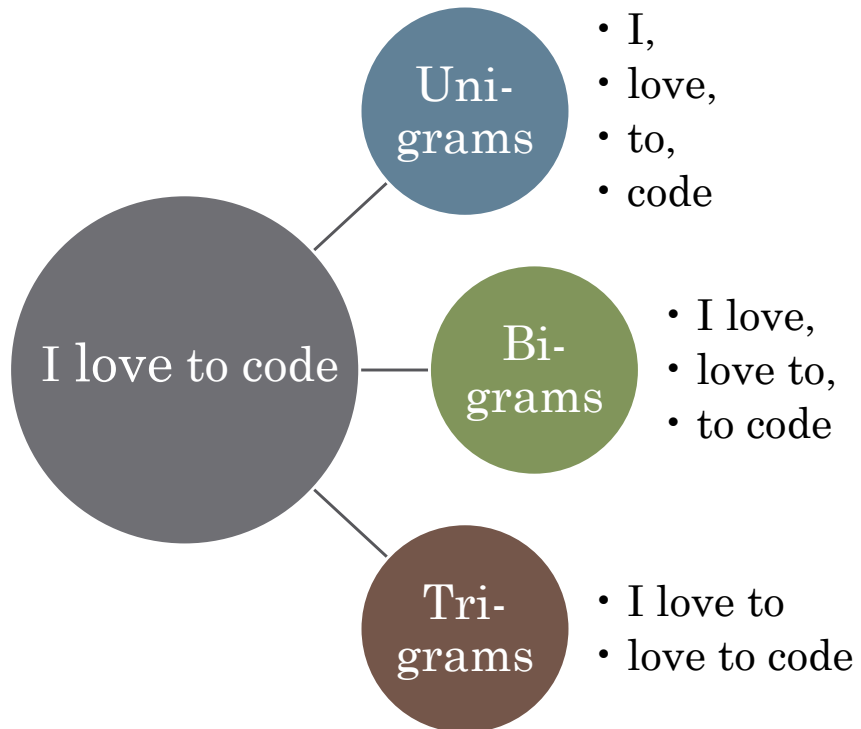 I love to code
Uni-
grams
• I,
• love,
• to,
• code
Bi-
grams
• I love,
• love to,
• to code
Tri-
grams
• I love to
• love to code